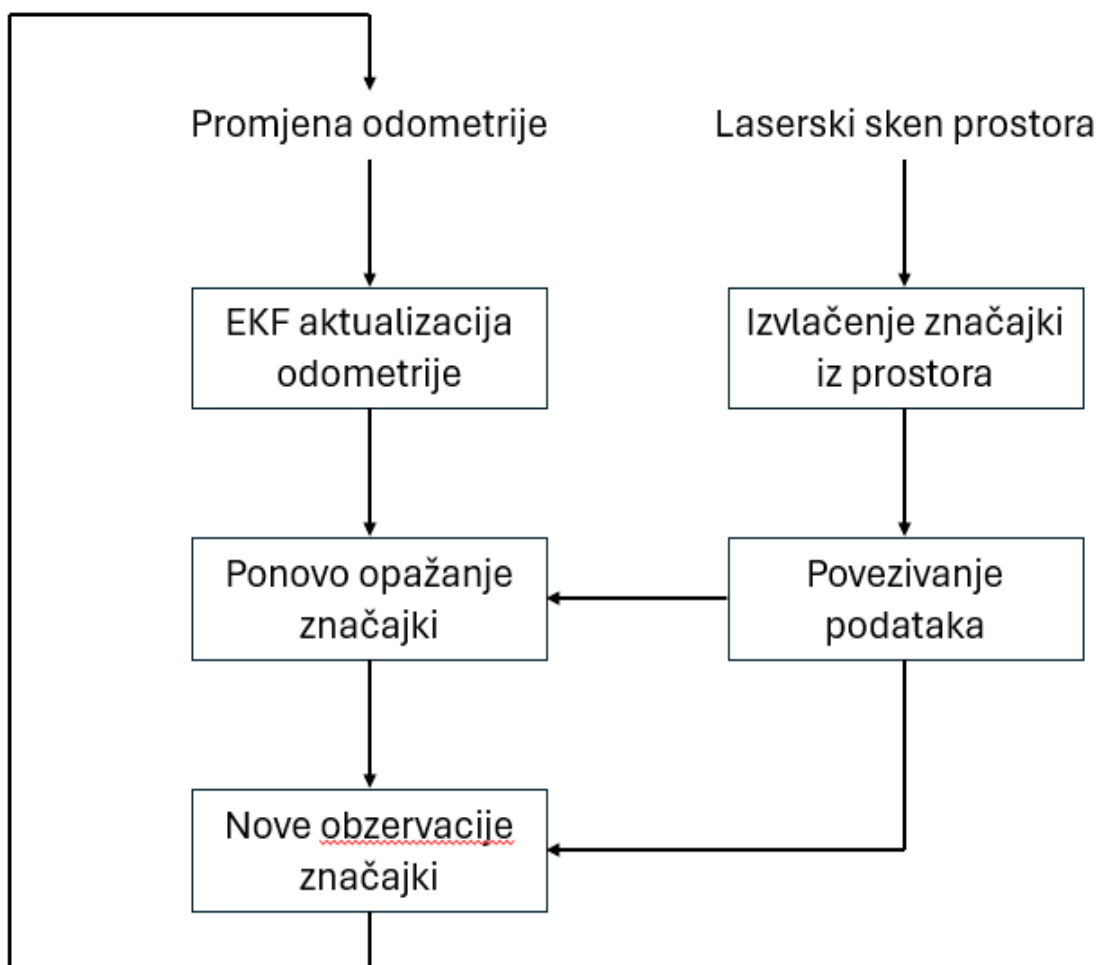 Promjena odometrije
Laserski sken prostora
EKF aktualizacija
odometrije
Izvlačenje značajki
iz prostora
Ponovo opažanje
značajki
Povezivanje
podataka
Nove obzervacije
značajki